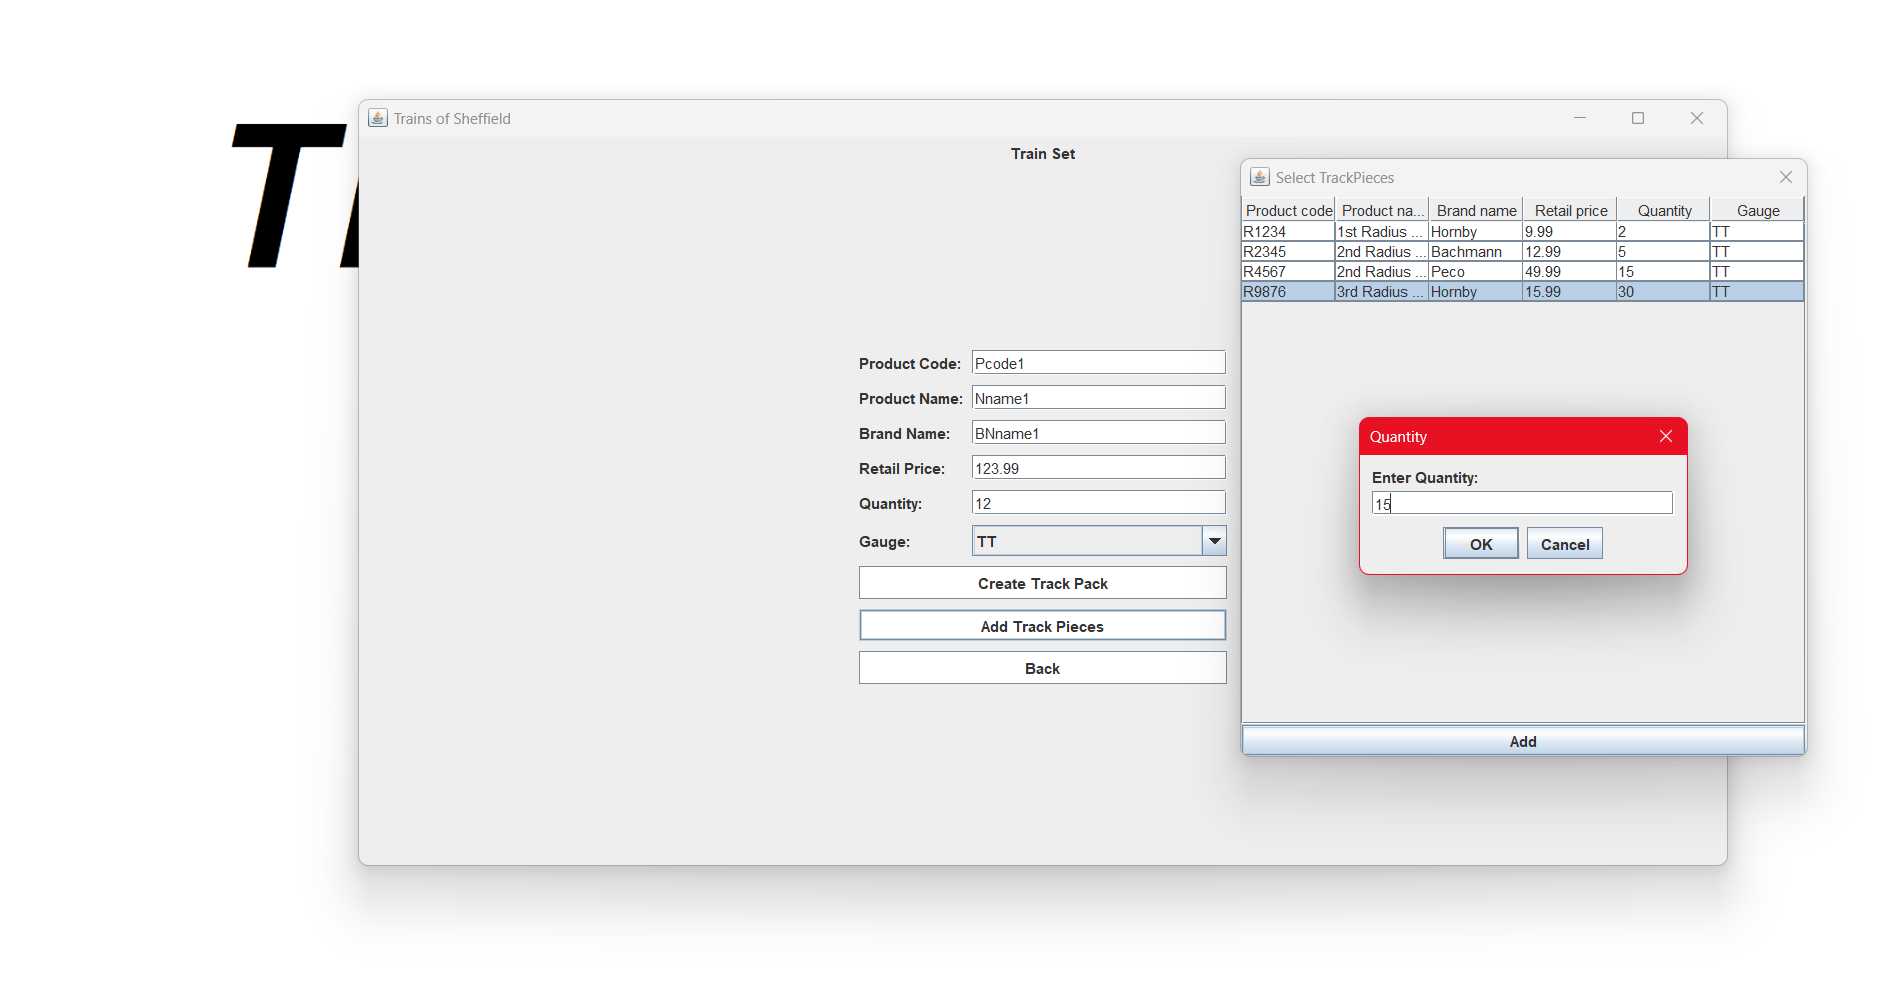 T
Trains of Sheffield
Train Set
Product Code: Pcode1
Product Name: Nname1
Brand Name: BNname1
Retail Price: 123.99
Quantity: 12
Gauge: TT
Create Track Pack
Add Track Pieces
Back
Select TrackPieces
Product code Product na... Brand name Retail price Quantity Gauge
R1234 1st Radius ... Hornby 9.99 2 TT
R2345 2nd Radius ... Bachmann 12.99 5 TT
R4567 2nd Radius ... Peco 49.99 15 TT
R9876 3rd Radius ... Hornby 15.99 30 TT
Quantity
Enter Quantity:
15
OK Cancel
Add